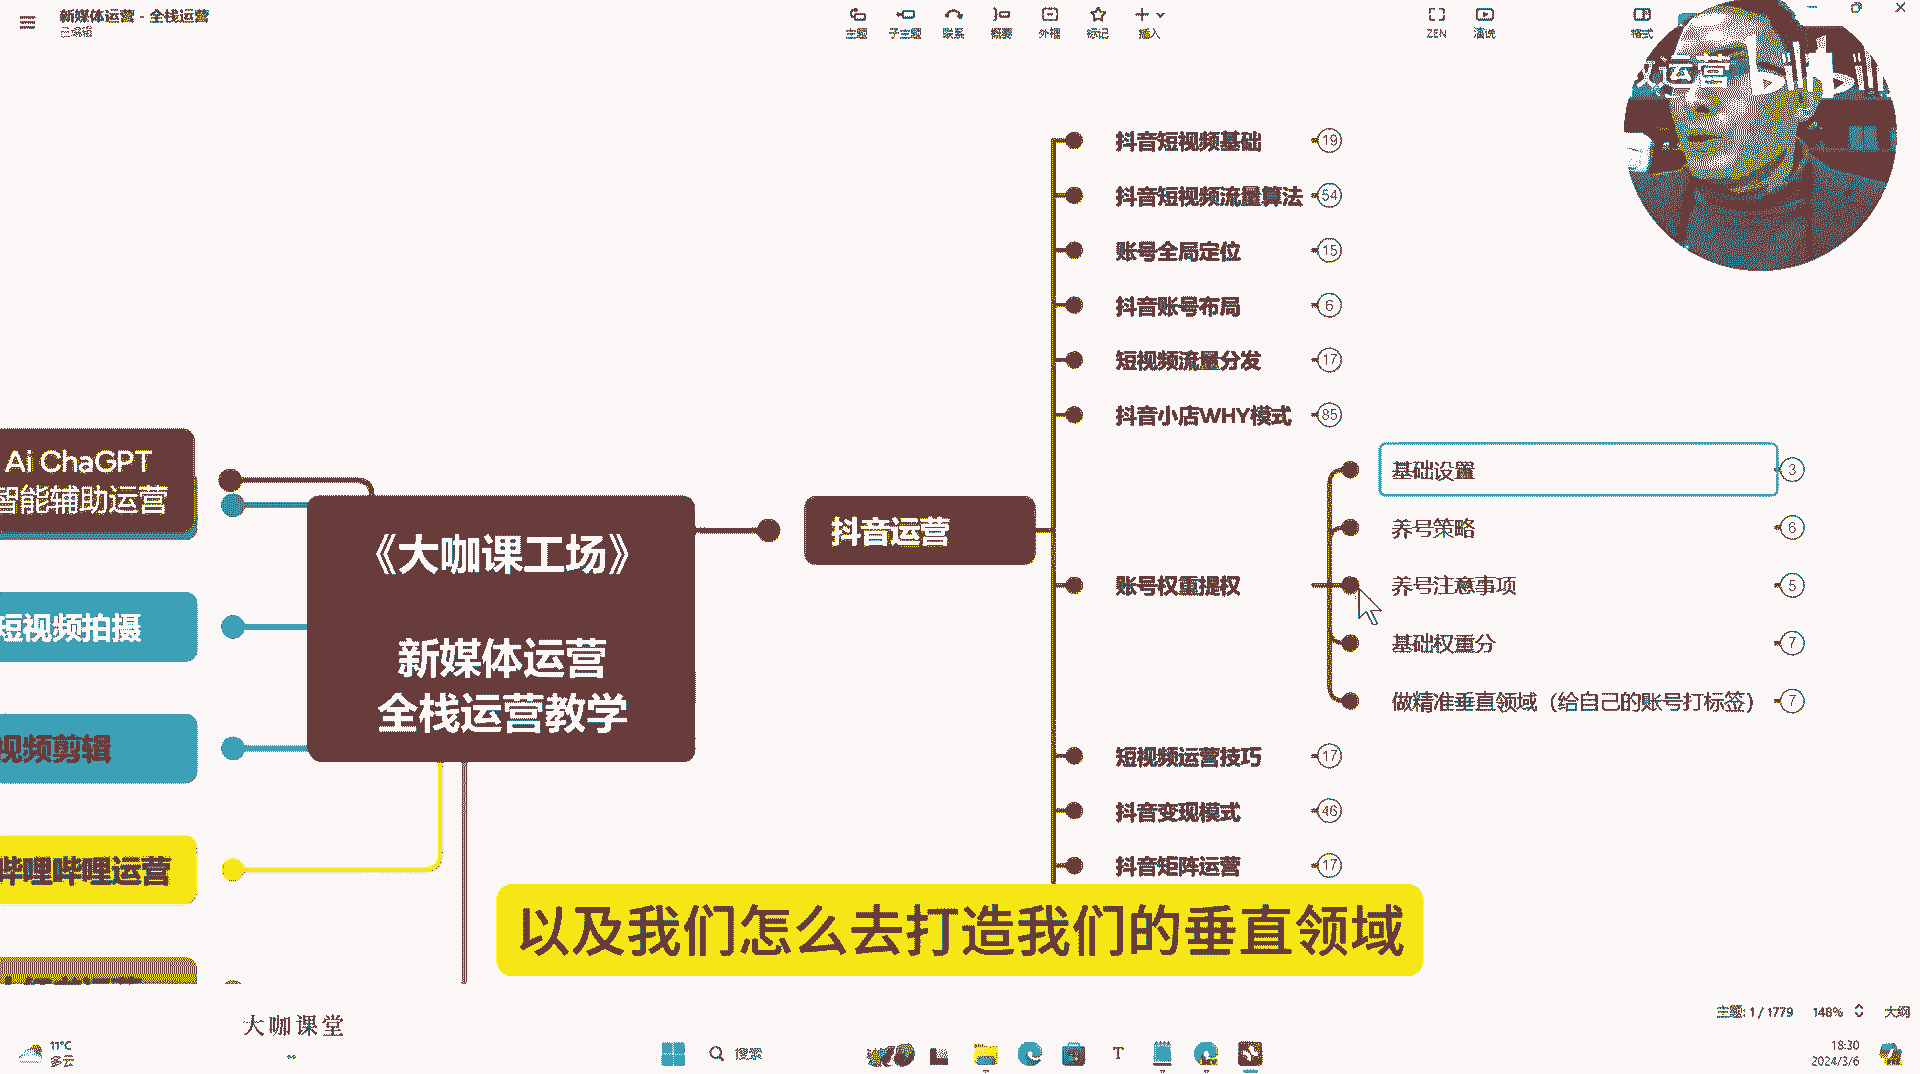 新媒体运营 - 全栈运营
已编辑
主题
子主题
联系
概要
外框
标记
插入
ZEN
演说
格式
运营
抖音短视频基础
19
抖音短视频流量算法
54
账号全局定位
15
抖音账号布局
6
短视频流量分发
17
抖音小店WHY模式
85
Ai ChaGPT
智能辅助运营
《大咖课工场》
新媒体运营
全栈运营教学
抖音运营
基础设置
3
养号策略
6
账号权重提权
养号注意事项
5
基础权重分
7
做精准垂直领域（给自己的账号打标签）
7
短视频拍摄
视频剪辑
哔哩哔哩运营
短视频运营技巧
17
抖音变现模式
46
抖音矩阵运营
17
以及我们怎么去打造我们的垂直领域
大咖课堂
主题: 1 / 1779
148%
大纲
11°C
多云
搜索
18:30
2024/3/6